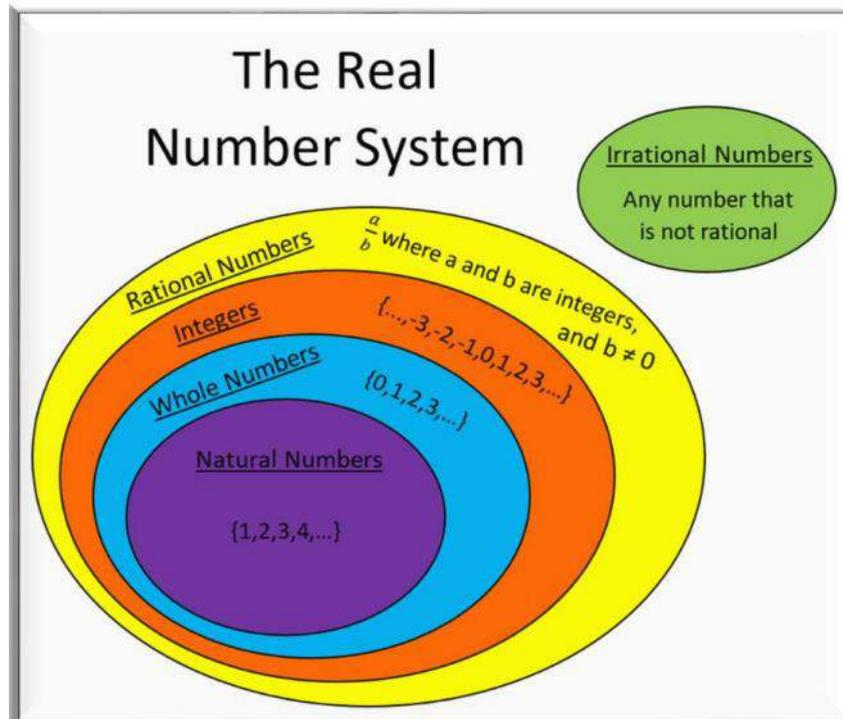 The Real
Number System
Irrational Numbers
Any number that
is not rational
Rational Numbers
a/b where a and b are integers,
and b ≠ 0
Integers
{...,-3,-2,-1,0,1,2,3,...}
Whole Numbers
{0,1,2,3,...}
Natural Numbers
{1,2,3,4,...}